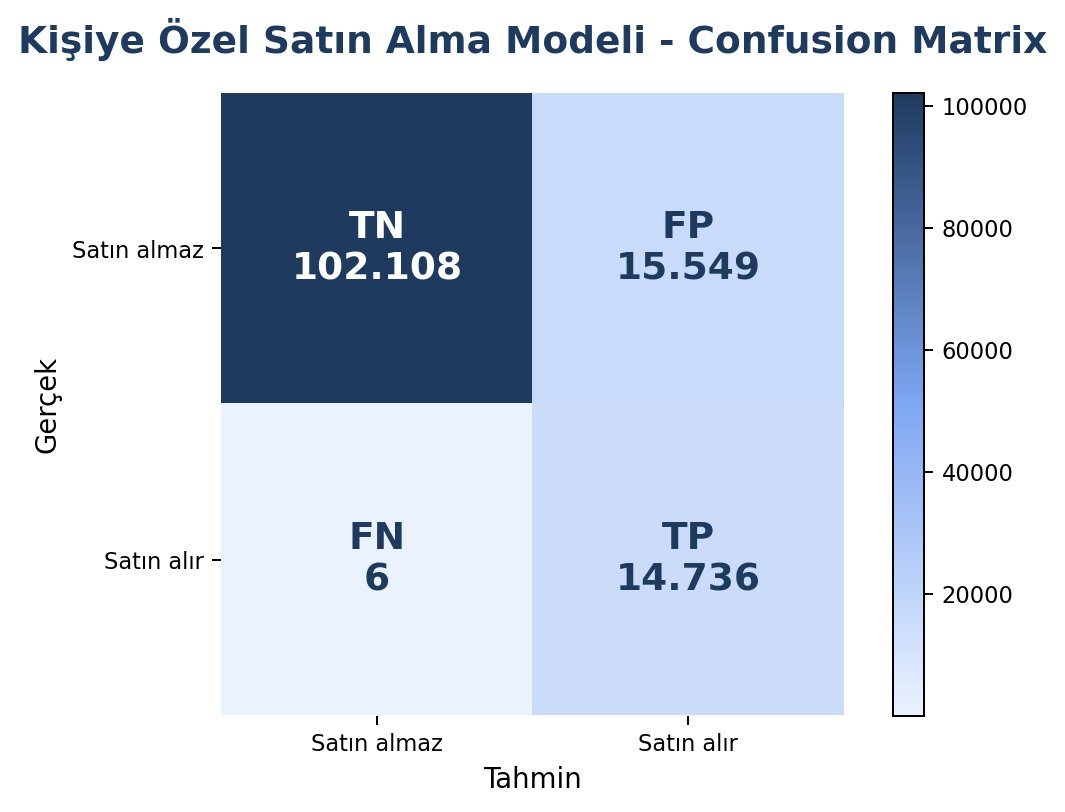 Kişiye Özel Satın Alma Modeli - Confusion Matrix
100000
TN
102.108
FP
15.549
Satın almaz
80000
60000
Gerçek
40000
FN
6
TP
14.736
Satın alır
20000
Satın almaz
Satın alır
Tahmin